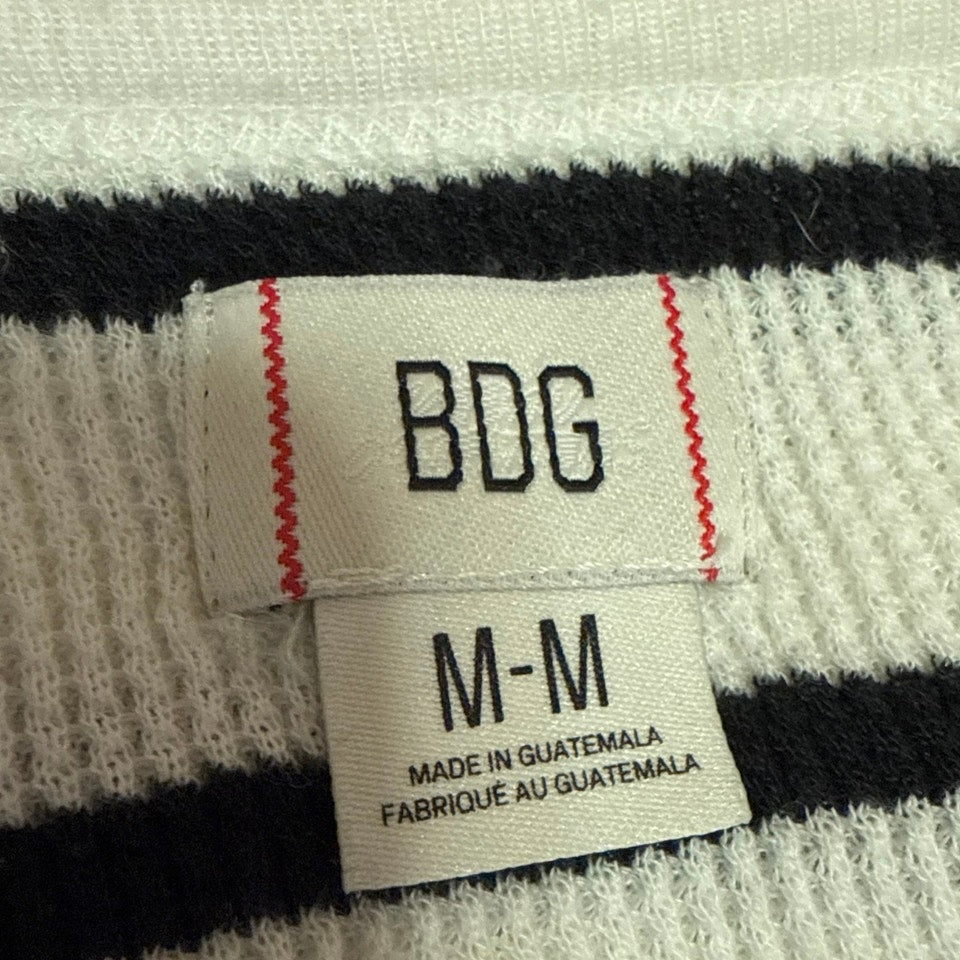 BDG
M-M
MADE IN GUATEMALA
FABRIQUÉ AU GUATEMALA